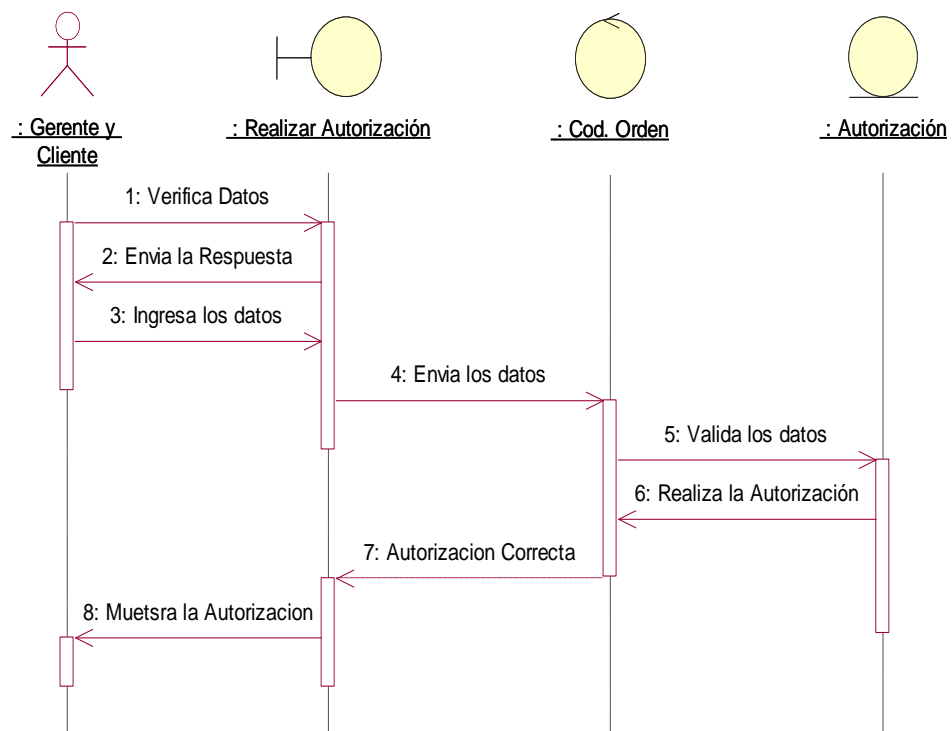 : Gerente y
Cliente
: Realizar Autorización
: Cod. Orden
: Autorización
1: Verifica Datos
2: Envia la Respuesta
3: Ingresa los datos
4: Envia los datos
5: Valida los datos
6: Realiza la Autorización
7: Autorizacion Correcta
8: Muetsra la Autorizacion